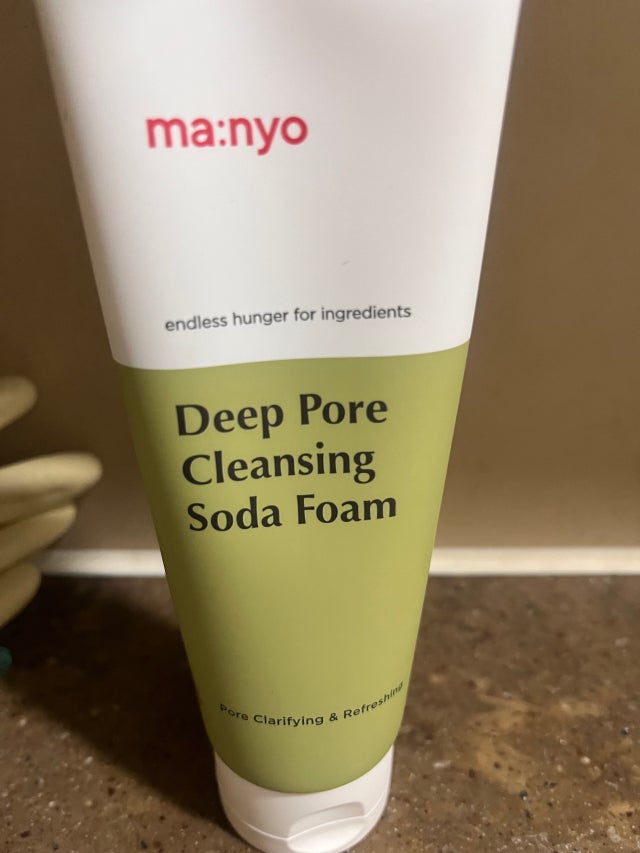 ma:nyo
endless hunger for ingredients
Deep Pore
Cleansing
Soda Foam
Pore Clarifying & Refreshing